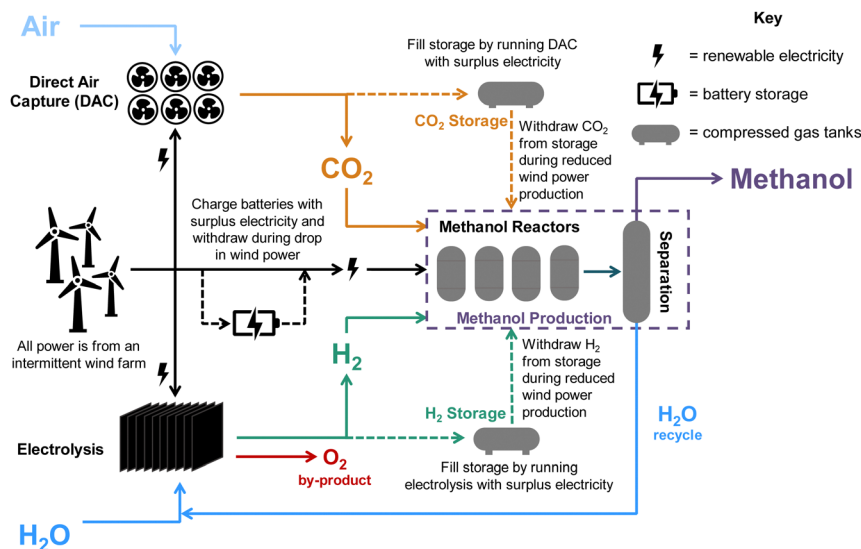 Air
Direct Air
Capture (DAC)
Fill storage by running DAC
with surplus electricity
Key
= renewable electricity
= battery storage
= compressed gas tanks
CO₂ Storage
Withdraw CO₂
from storage
during reduced
wind power
production
CO₂
Methanol
Charge batteries with
surplus electricity and
withdraw during drop
in wind power
Methanol Reactors
Separation
Methanol Production
All power is from an
intermittent wind farm
H₂
Withdraw H₂
from storage
during reduced
wind power
production
H₂ Storage
H₂O
recycle
Electrolysis
O₂
by-product
Fill storage by running
electrolysis with surplus electricity
H₂O